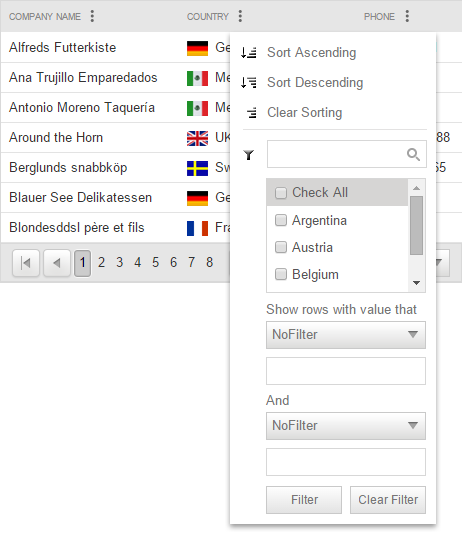 COMPANY NAME COUNTRY PHONE
Alfreds Futterkiste Ge
Ana Trujillo Emparedados Me
Antonio Moreno Taquería Me
Around the Horn UK 88
Berglunds snabbköp Sw 65
Blauer See Delikatessen Ge
Blondesddsl père et fils Fra
1 2 3 4 5 6 7 8
Sort Ascending
Sort Descending
Clear Sorting
Check All
Argentina
Austria
Belgium
Show rows with value that
NoFilter
And
NoFilter
Filter Clear Filter